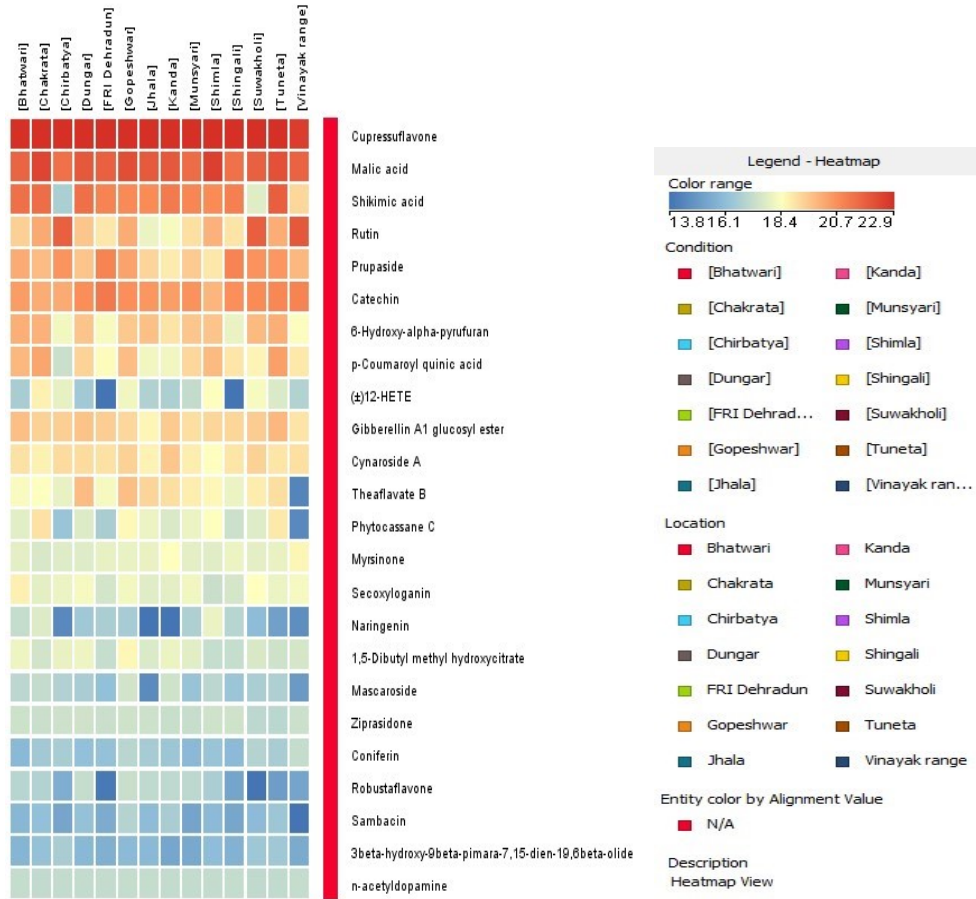 [Bhatwari]
[Chakrata]
[Chirbatya]
[Dungar]
[FRI Dehradun]
[Gopeshwar]
[Jhala]
[Kanda]
[Munsyari]
[Shimla]
[Shingali]
[Suwakholi]
[Tuneta]
[Vinayak range]
Cupressuflavone
Malic acid
Shikimic acid
Rutin
Prupaside
Catechin
6-Hydroxy-alpha-pyrufuran
p-Coumaroyl quinic acid
(±)12-HETE
Gibberellin A1 glucosyl ester
Cynaroside A
Theaflavate B
Phytocassane C
Myrsinone
Secoxyloganin
Naringenin
1,5-Dibutyl methyl hydroxycitrate
Mascaroside
Ziprasidone
Coniferin
Robustaflavone
Sambacin
3beta-hydroxy-9beta-pimara-7,15-dien-19,6beta-olide
n-acetyldopamine
Legend - Heatmap
Color range
13.8 16.1 18.4 20.7 22.9
Condition
[Bhatwari] [Kanda]
[Chakrata] [Munsyari]
[Chirbatya] [Shimla]
[Dungar] [Shingali]
[FRI Dehrad... [Suwakholi]
[Gopeshwar] [Tuneta]
[Jhala] [Vinayak ran...
Location
Bhatwari Kanda
Chakrata Munsyari
Chirbatya Shimla
Dungar Shingali
FRI Dehradun Suwakholi
Gopeshwar Tuneta
Jhala Vinayak range
Entity color by Alignment Value
N/A
Description
Heatmap View